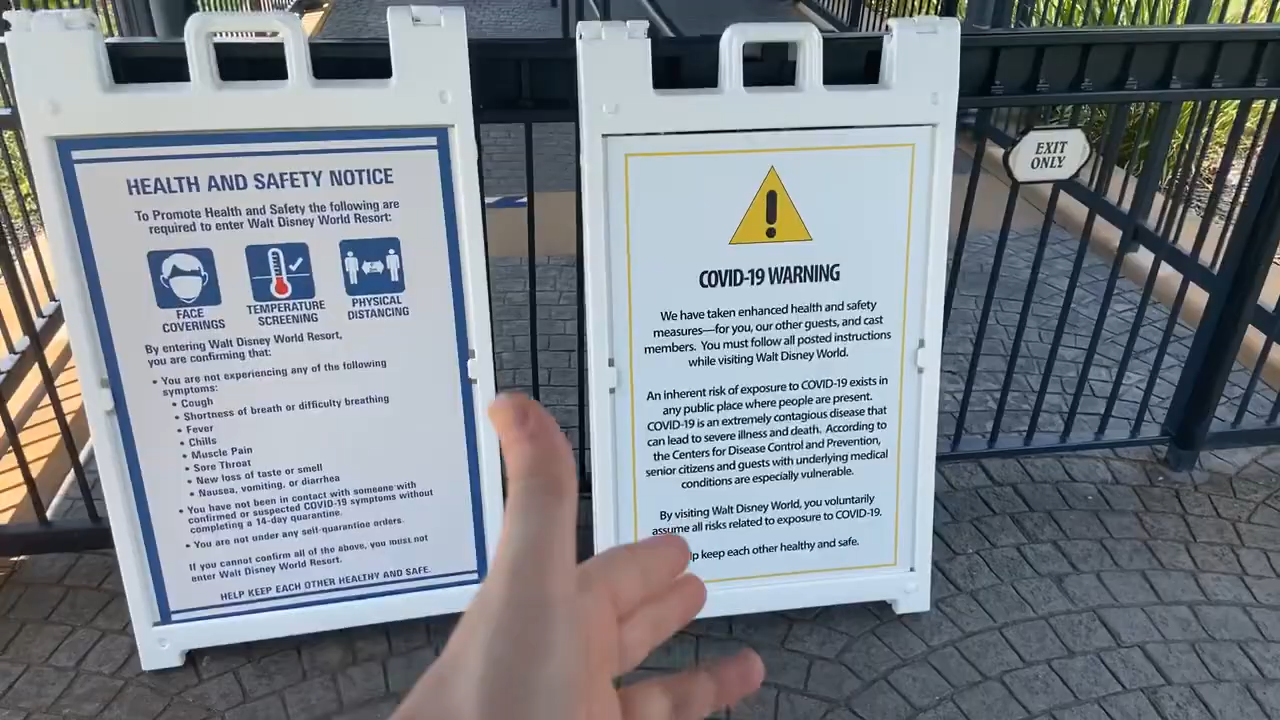 HEALTH AND SAFETY NOTICE
To Promote Health and Safety the following are
required to enter Walt Disney World Resort:
FACE
COVERINGS
TEMPERATURE
SCREENING
PHYSICAL
DISTANCING
By entering Walt Disney World Resort,
you are confirming that:
• You are not experiencing any of the following
symptoms:
• Cough
• Shortness of breath or difficulty breathing
• Fever
• Chills
• Muscle Pain
• Sore Throat
• New loss of taste or smell
• Nausea, vomiting, or diarrhea
• You have not been in contact with someone with
confirmed or suspected COVID-19 symptoms without
completing a 14-day quarantine.
• You are not under any self-quarantine orders.
If you cannot confirm all of the above, you must not
enter Walt Disney World Resort.
HELP KEEP EACH OTHER HEALTHY AND SAFE.
COVID-19 WARNING
We have taken enhanced health and safety
measures—for you, our other guests, and cast
members. You must follow all posted instructions
while visiting Walt Disney World.
An inherent risk of exposure to COVID-19 exists in
any public place where people are present.
COVID-19 is an extremely contagious disease that
can lead to severe illness and death. According to
the Centers for Disease Control and Prevention,
senior citizens and guests with underlying medical
conditions are especially vulnerable.
By visiting Walt Disney World, you voluntarily
assume all risks related to exposure to COVID-19.
keep each other healthy and safe.
EXIT
ONLY